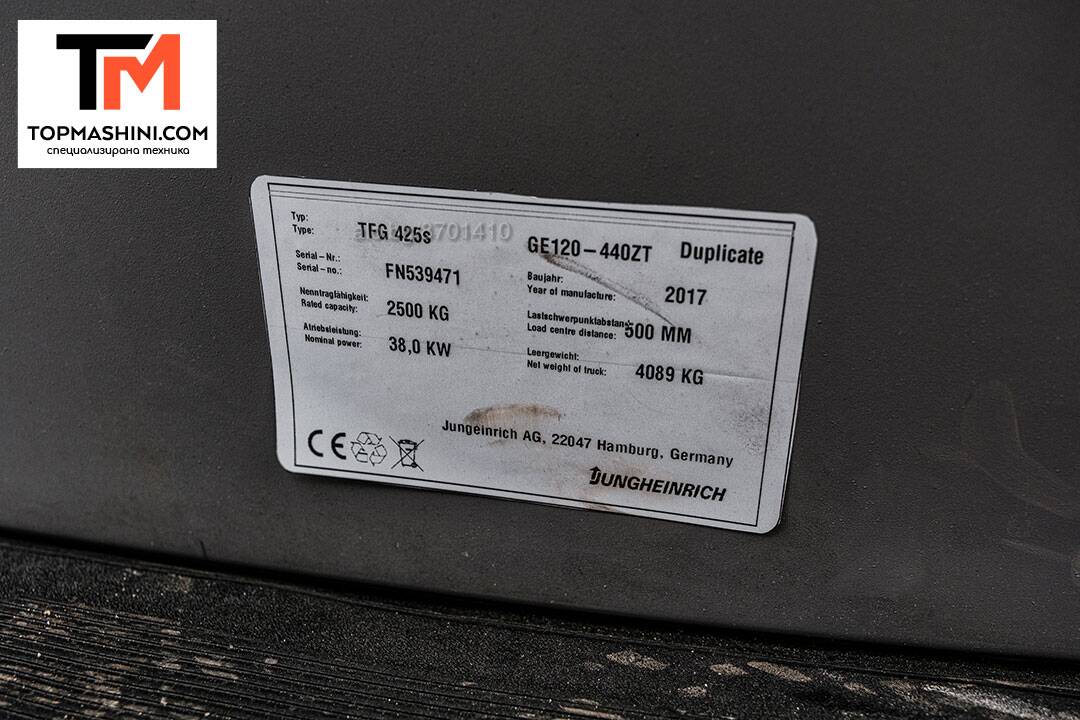 TM
TOPMASHINI.COM
специализирана техника
Typ:
Type: TFG 425s GE120-440ZT Duplicate
Serial-Nr.:
Serial-no.: FN539471
Baujahr:
Year of manufacture: 2017
Nenntragfähigkeit:
Rated capacity: 2500 KG
Lastschwerpunktabstand:
Load centre distance: 500 MM
Atriebsleistung:
Nominal power: 38,0 KW
Leergewicht:
Net weight of truck: 4089 KG
CE
Jungeinrich AG, 22047 Hamburg, Germany
JUNGHEINRICH